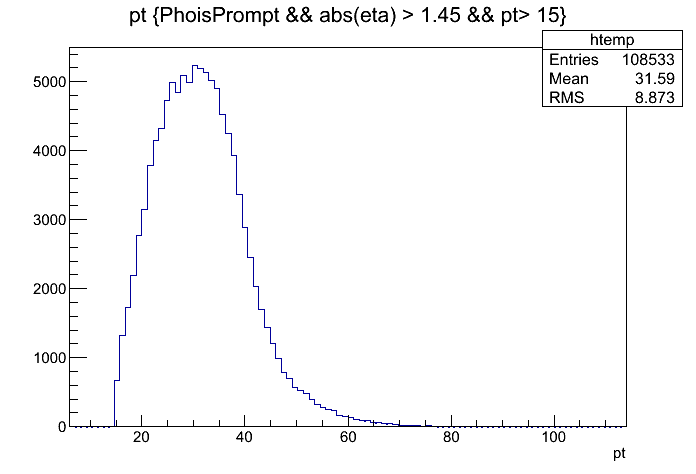 pt {PhoisPrompt && abs(eta) > 1.45 && pt> 15}
htemp
Entries 108533
Mean 31.59
RMS 8.873
5000
4000
3000
2000
1000
0
20 40 60 80 100
pt